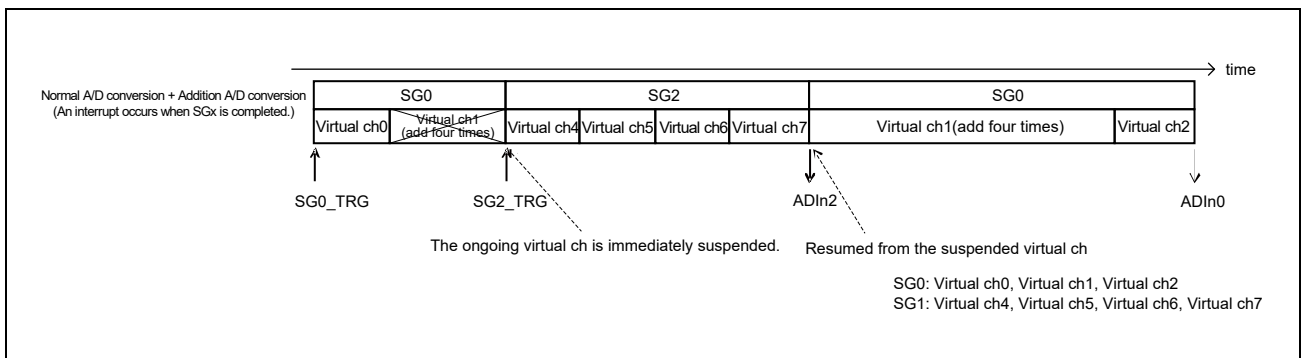 time
Normal A/D conversion + Addition A/D conversion
(An interrupt occurs when SGx is completed.)
SG0 SG2 SG0
Virtual ch0 Virtual ch1 Virtual ch4 Virtual ch5 Virtual ch6 Virtual ch7 Virtual ch1(add four times) Virtual ch2
(add four times)
SG0_TRG SG2_TRG ADIn2 ADIn0
The ongoing virtual ch is immediately suspended. Resumed from the suspended virtual ch
SG0: Virtual ch0, Virtual ch1, Virtual ch2
SG1: Virtual ch4, Virtual ch5, Virtual ch6, Virtual ch7